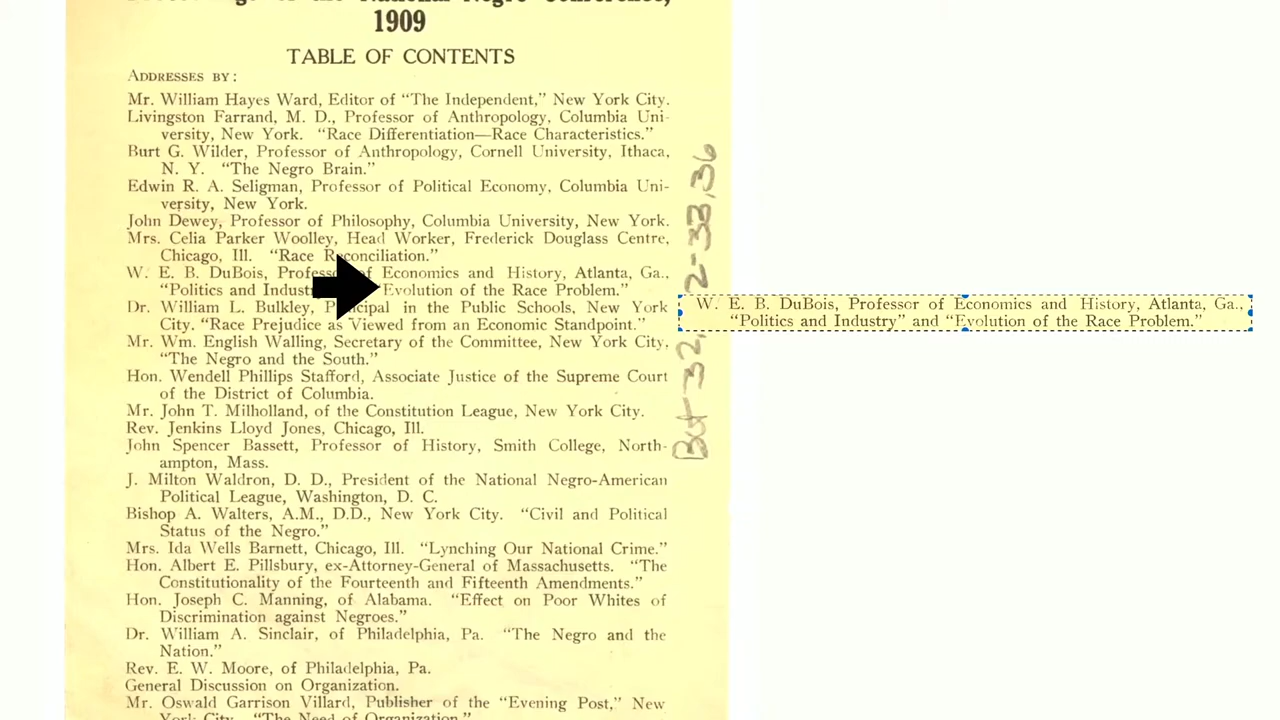 1909
TABLE OF CONTENTS
ADDRESSES BY:
Mr. William Hayes Ward, Editor of “The Independent,” New York City.
Livingston Farrand, M. D., Professor of Anthropology, Columbia Uni-
versity, New York. “Race Differentiation—Race Characteristics.”
Burt G. Wilder, Professor of Anthropology, Cornell University, Ithaca,
N. Y. “The Negro Brain.”
Edwin R. A. Seligman, Professor of Political Economy, Columbia Uni-
versity, New York.
John Dewey, Professor of Philosophy, Columbia University, New York.
Mrs. Celia Parker Woolley, Head Worker, Frederick Douglass Centre,
Chicago, Ill. “Race Reconciliation.”
W. E. B. DuBois, Professor of Economics and History, Atlanta, Ga.,
“Politics and Evolution of the Race Problem.”
Dr. William L. Bulkley, Principal in the Public Schools, New York
City. “Race Prejudice as Viewed from an Economic Standpoint.”
Mr. Wm. English Walling, Secretary of the Committee, New York City,
“The Negro and the South.”
Hon. Wendell Phillips Stafford, Associate Justice of the Supreme Court
of the District of Columbia.
Mr. John T. Milholland, of the Constitution League, New York City.
Rev. Jenkins Lloyd Jones, Chicago, Ill.
John Spencer Bassett, Professor of History, Smith College, North-
ampton, Mass.
J. Milton Waldron, D. D., President of the National Negro-American
Political League, Washington, D. C.
Bishop A. Walters, A.M., D.D., New York City. “Civil and Political
Status of the Negro.”
Mrs. Ida Wells Barnett, Chicago, Ill. “Lynching Our National Crime.”
Hon. Albert E. Pillsbury, ex-Attorney-General of Massachusetts. “The
Constitutionality of the Fourteenth and Fifteenth Amendments.”
Hon. Joseph C. Manning, of Alabama. “Effect on Poor Whites of
Discrimination against Negroes.”
Dr. William A. Sinclair, of Philadelphia, Pa. “The Negro and the
Nation.”
Rev. E. W. Moore, of Philadelphia, Pa.
General Discussion on Organization.
Mr. Oswald Garrison Villard, Publisher of the “Evening Post,” New
York City. “The Need of Organization.”
W. E. B. DuBois, Professor of Economics and History, Atlanta, Ga.,
“Politics and Industry” and “Evolution of the Race Problem.”